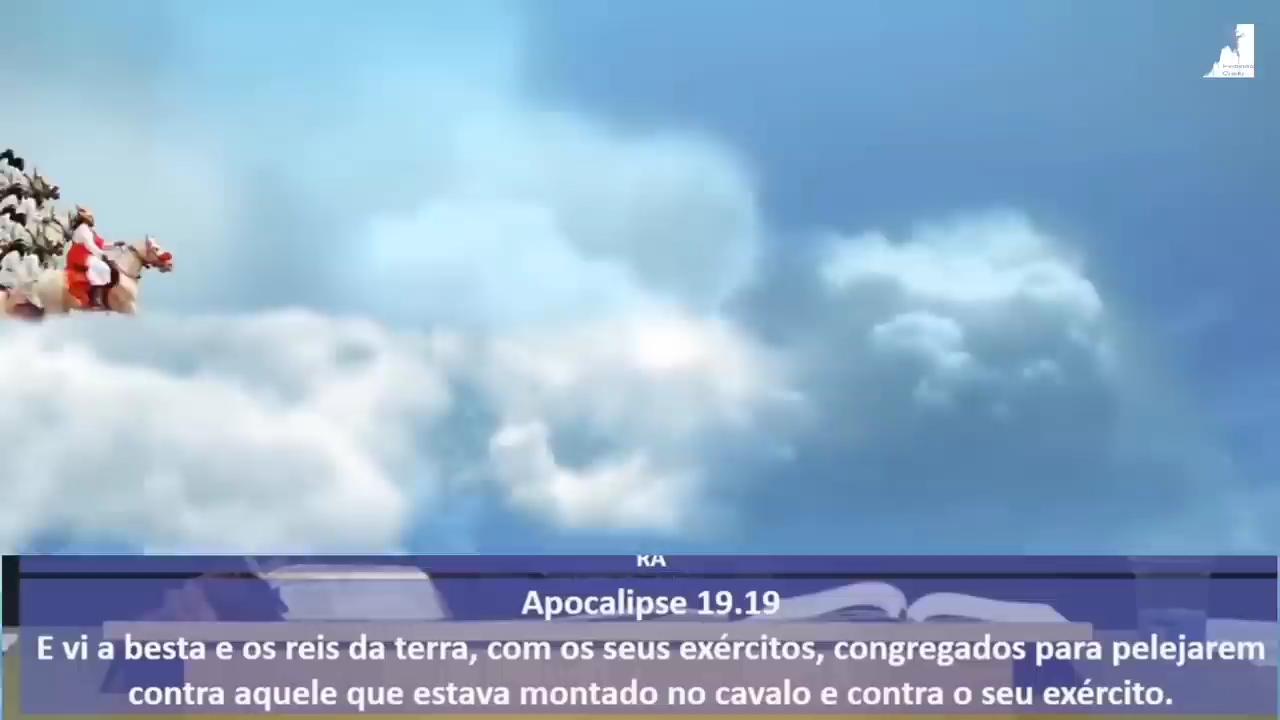 RA
Apocalipse 19.19
E vi a besta e os reis da terra, com os seus exércitos, congregados para pelejarem
contra aquele que estava montado no cavalo e contra o seu exército.